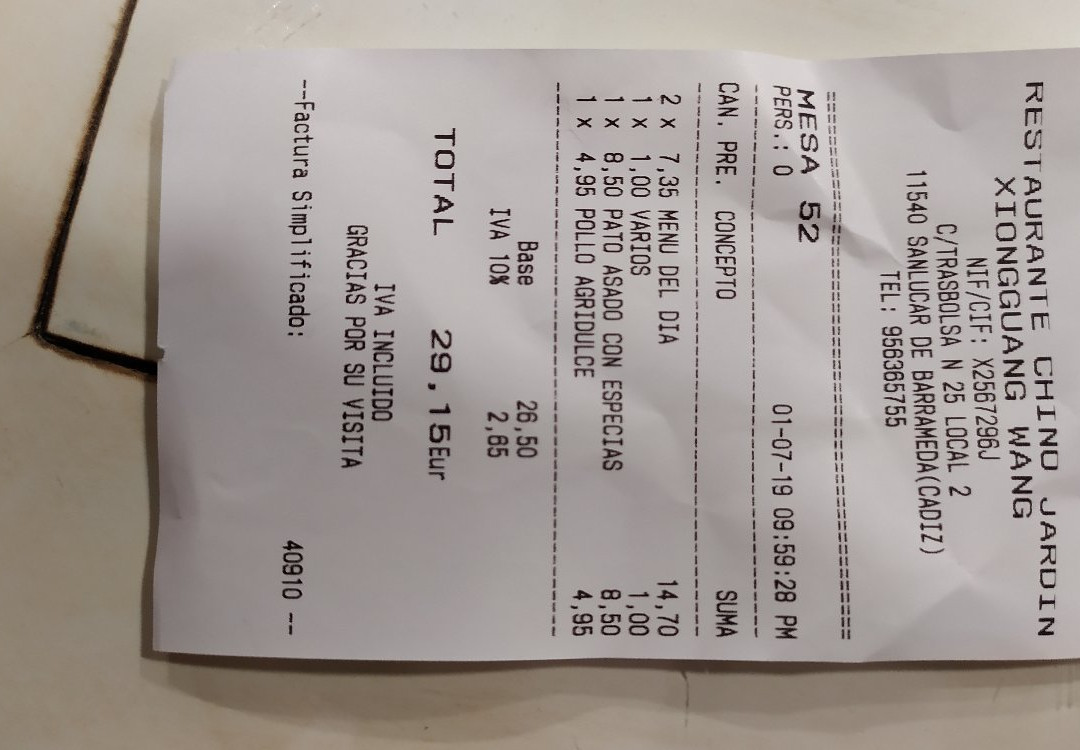 RESTAURANTE CHINO JARDIN
XIONGGUANG WANG
NIF/CIF: X2567296J
C/TRASBOLSA N 25 LOCAL 2
11540 SANLUCAR DE BARRAMEDA(CADIZ)
TEL: 956365755
MESA 52
PERS.: 0 01-07-19 09:59:28 PM
CAN. PRE. CONCEPTO SUMA
2 x 7,35 MENU DEL DIA 14,70
1 x 1,00 VARIOS 1,00
1 x 8,50 PATO ASADO CON ESPECIAS 8,50
1 x 4,95 POLLO AGRIDULCE 4,95
Base 26,50
IVA 10% 2,65
TOTAL 29,15Eur
IVA INCLUIDO
GRACIAS POR SU VISITA
--Factura Simplificado: 40910 --